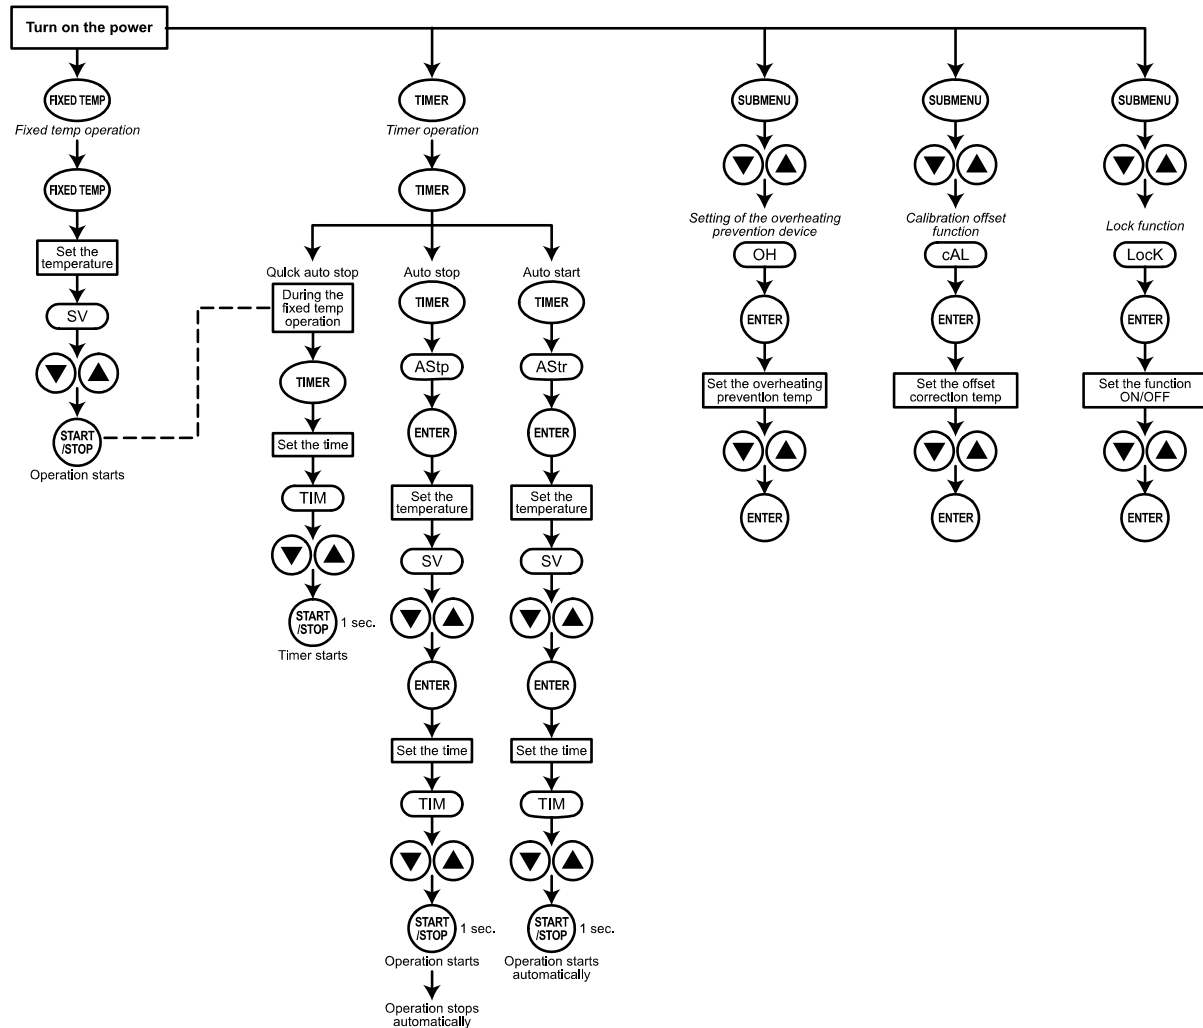 Turn on the power
FIXED TEMP
Fixed temp operation
FIXED TEMP
Set the
temperature
SV
START
/STOP
Operation starts
TIMER
Timer operation
TIMER
Quick auto stop
During the
fixed temp
operation
TIMER
Set the time
TIM
START
/STOP
1 sec.
Timer starts
Auto stop
TIMER
AStp
ENTER
Set the
temperature
SV
ENTER
Set the time
TIM
START
/STOP
1 sec.
Operation starts
Operation stops
automatically
Auto start
TIMER
AStr
ENTER
Set the
temperature
SV
ENTER
Set the time
TIM
START
/STOP
1 sec.
Operation starts
automatically
SUBMENU
Setting of the overheating
prevention device
OH
ENTER
Set the overheating
prevention temp
ENTER
SUBMENU
Calibration offset
function
cAL
ENTER
Set the offset
correction temp
ENTER
SUBMENU
Lock function
LocK
ENTER
Set the function
ON/OFF
ENTER